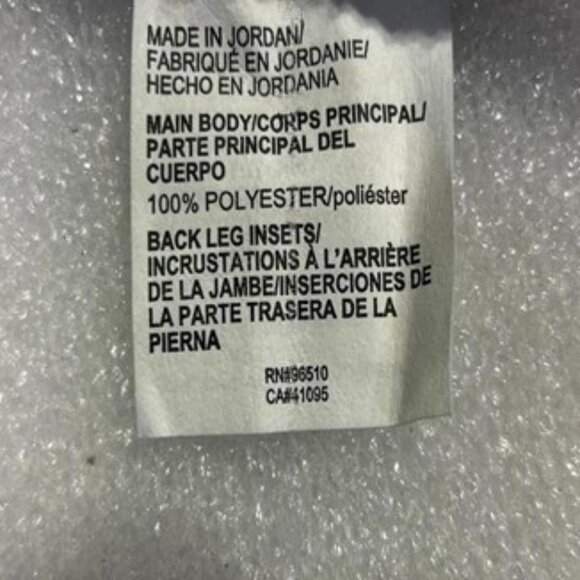 MADE IN JORDAN/
FABRIQUÉ EN JORDANIE/
HECHO EN JORDANIA
MAIN BODY/CORPS PRINCIPAL/
PARTE PRINCIPAL DEL
CUERPO
100% POLYESTER/poliéster
BACK LEG INSETS/
INCRUSTATIONS À L'ARRIÈRE
DE LA JAMBE/INSERCIONES DE
LA PARTE TRASERA DE LA
PIERNA
RN#96510
CA#41095